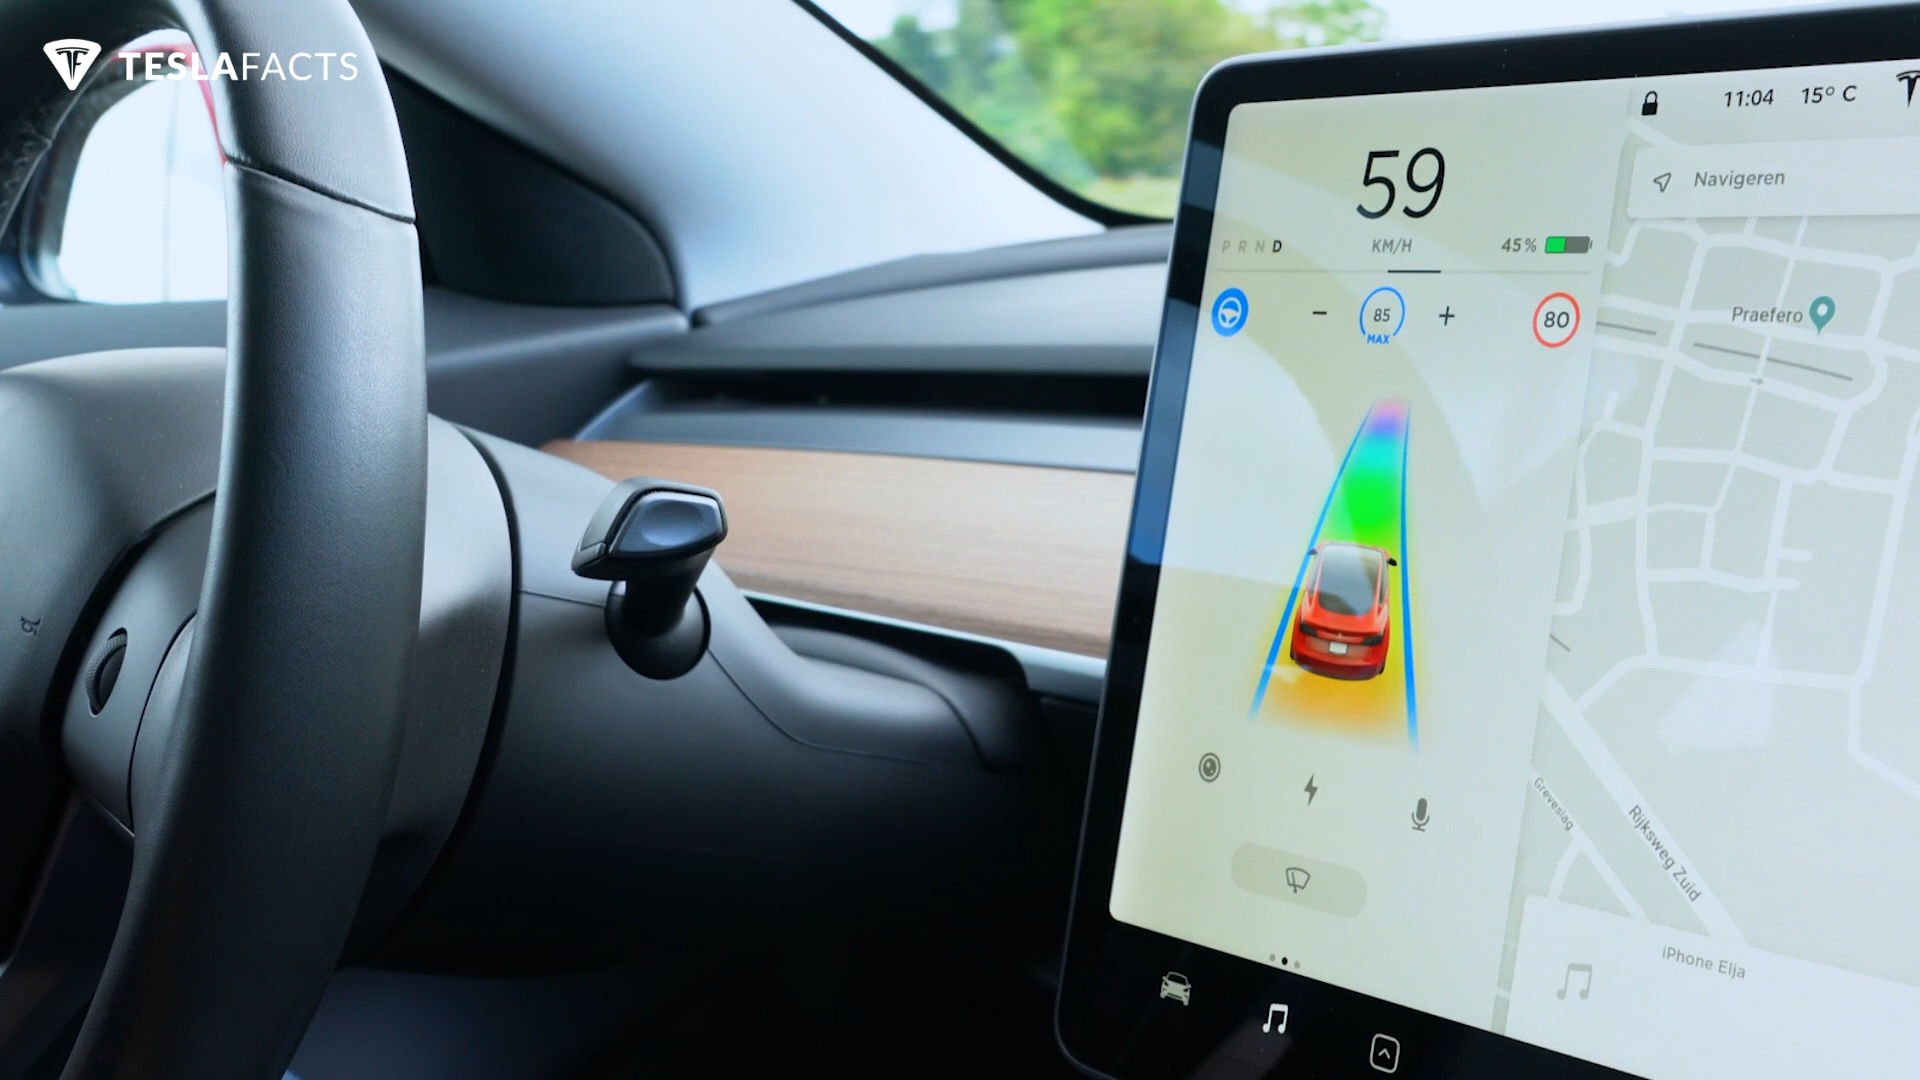 TESLAFACTS
11:04 15° C
59
P R N D KM/H 45%
85 MAX
80
Navigeren
Praefero
Greveslag
Rijksweg Zuid
iPhone Elja